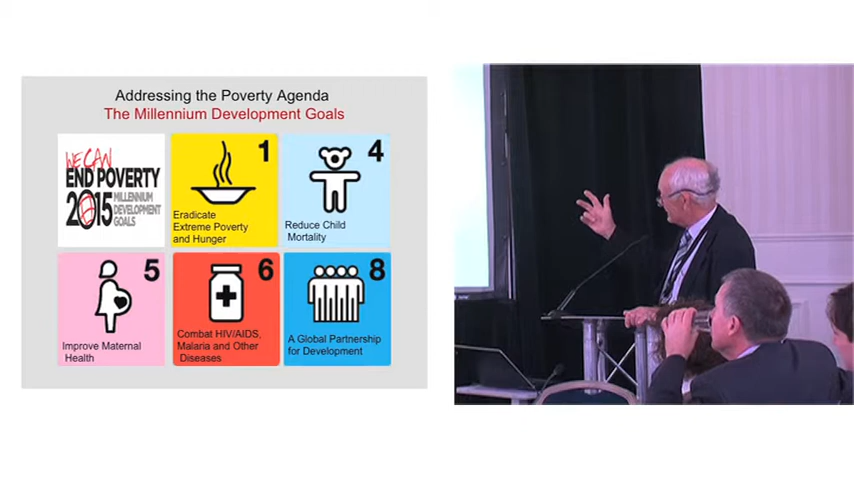 Addressing the Poverty Agenda
The Millennium Development Goals
WE CAN
END POVERTY
2015 MILLENNIUM
DEVELOPMENT
GOALS
1
Eradicate
Extreme Poverty
and Hunger
4
Reduce Child
Mortality
5
Improve Maternal
Health
6
Combat HIV/AIDS,
Malaria and Other
Diseases
8
A Global Partnership
for Development